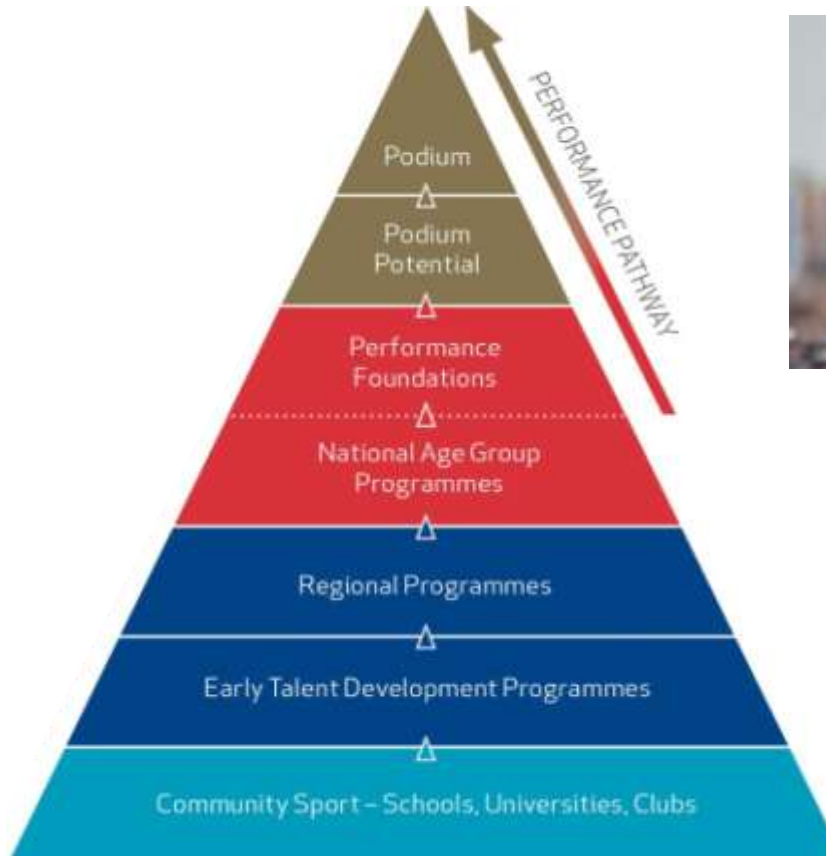 Podium
PERFORMANCE PATHWAY
Podium
Potential
Performance
Foundations
National Age Group
Programmes
Regional Programmes
Early Talent Development Programmes
Community Sport – Schools, Universities, Clubs